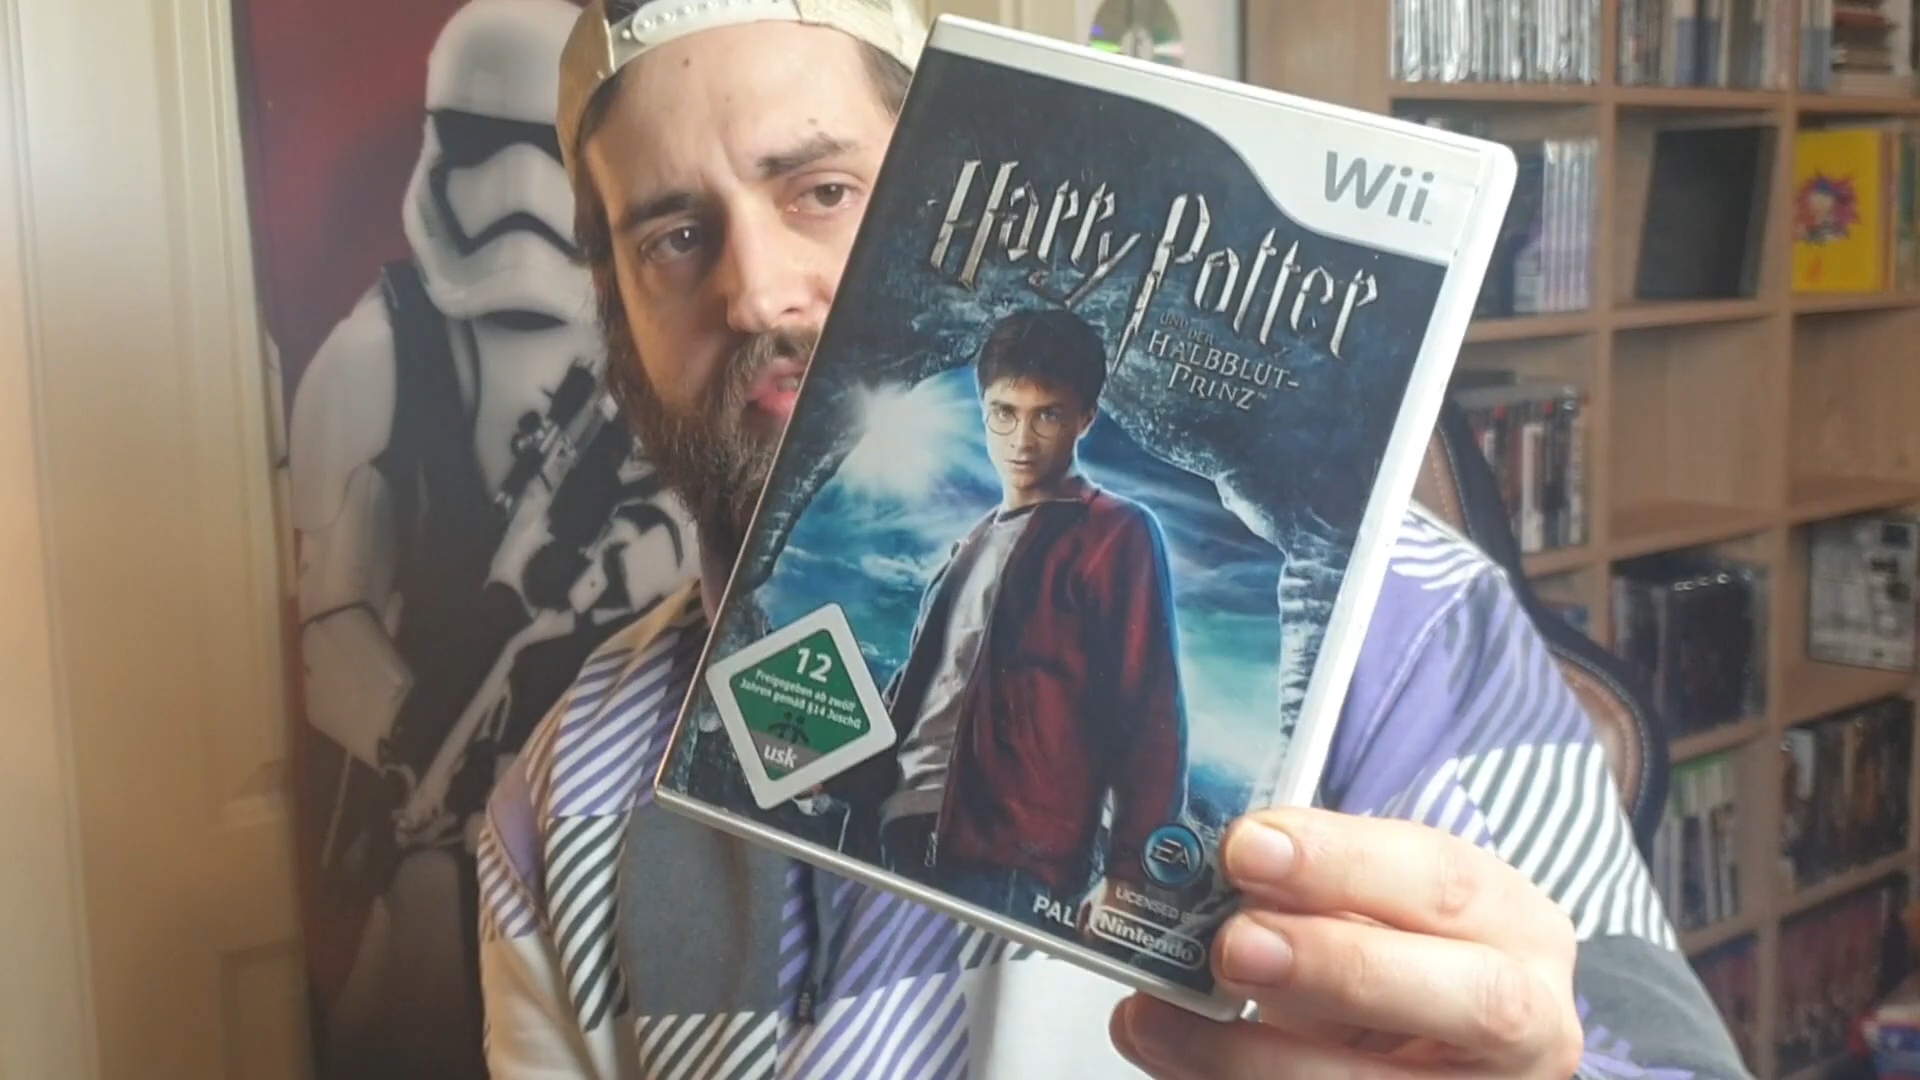 Wii
Harry Potter
UND DER
HALBBLUT-
PRINZ™
12
Freigegeben ab zwölf
Jahren gemäß §14 JuschG
usk
EA
PAL
LICENSED BY
Nintendo